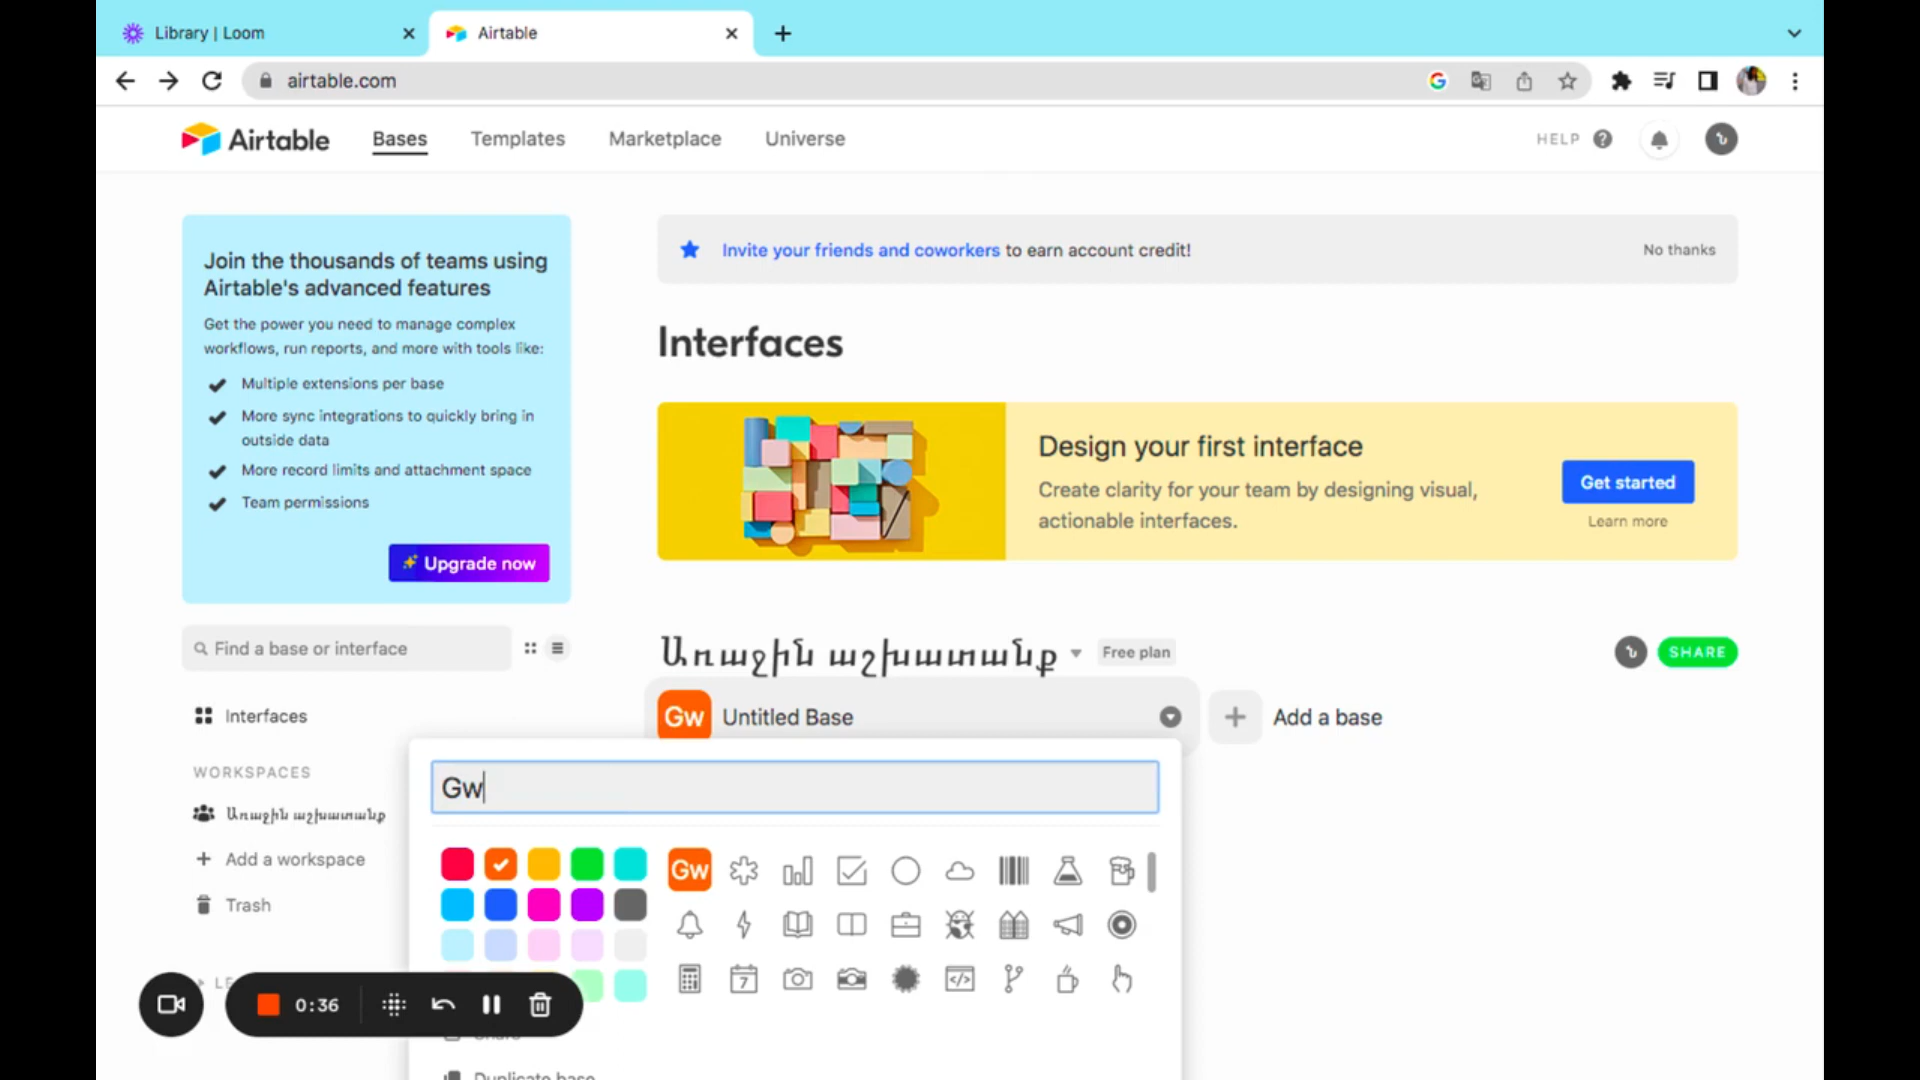 Library | Loom
Airtable
airtable.com
Airtable
Bases
Templates
Marketplace
Universe
HELP
Join the thousands of teams using
Airtable's advanced features
Get the power you need to manage complex
workflows, run reports, and more with tools like:
Multiple extensions per base
More sync integrations to quickly bring in
outside data
More record limits and attachment space
Team permissions
Upgrade now
Invite your friends and coworkers to earn account credit!
No thanks
Interfaces
Design your first interface
Create clarity for your team by designing visual,
actionable interfaces.
Get started
Learn more
Find a base or interface
Առաջին աշխատանք
Free plan
SHARE
Gw Untitled Base
Add a base
Interfaces
WORKSPACES
Առաջին աշխատանք
Add a workspace
Trash
Gw
Gw
7
0:36
Share
Duplicate base